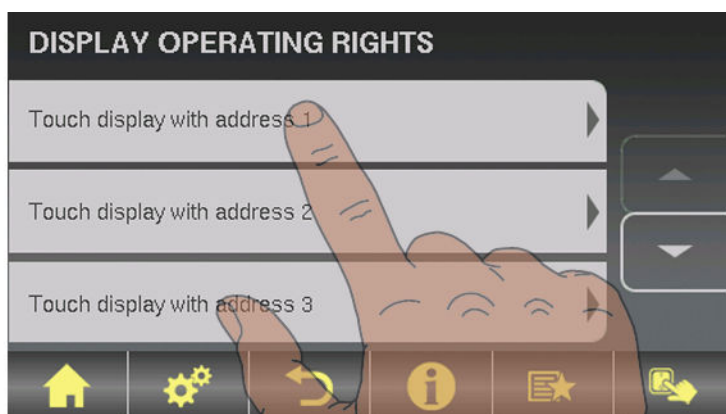 DISPLAY OPERATING RIGHTS
Touch display with address 1
Touch display with address 2
Touch display with address 3